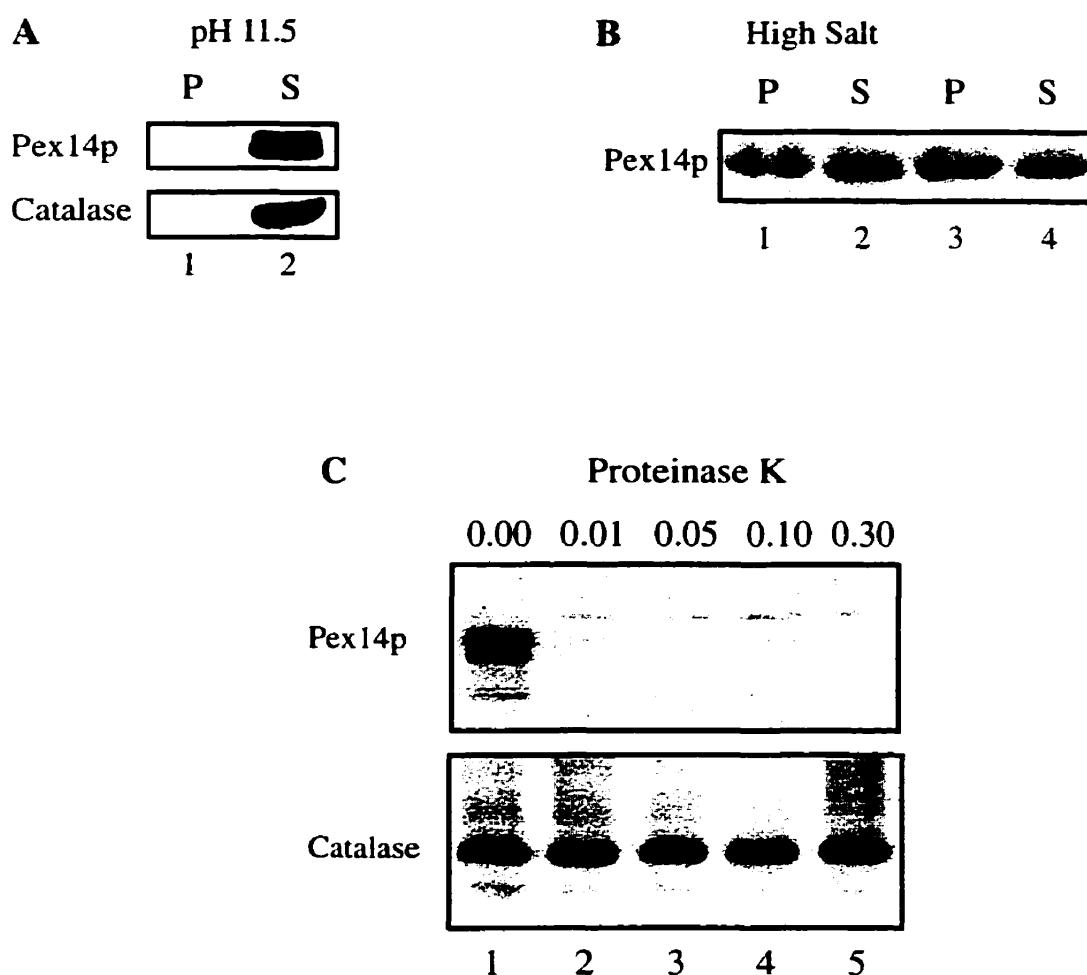 A pH 11.5
P S
Pex14p
Catalase
1 2
B High Salt
P S P S
Pex14p
1 2 3 4
C Proteinase K
0.00 0.01 0.05 0.10 0.30
Pex14p
Catalase
1 2 3 4 5